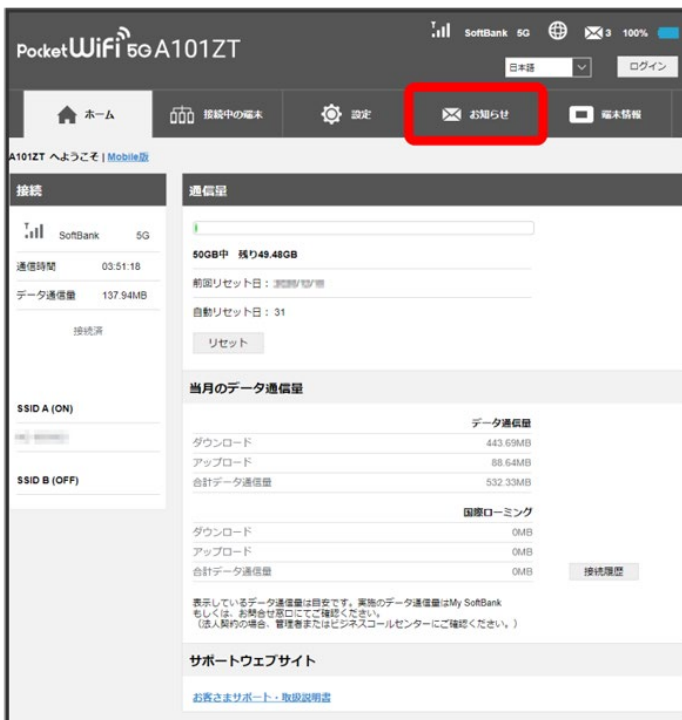 SoftBank 5G 3 100%
Pocket WiFi 5G A101ZT
日本語 ログイン
ホーム 接続中の端末 設定 お知らせ 端末情報
A101ZT へようこそ | Mobile版
接続
SoftBank 5G
通信時間 03:51:18
データ通信量 137.94MB
接続済
SSID A (ON)
SSID B (OFF)
通信量
50GB中 残り49.48GB
前回リセット日:
自動リセット日: 31
リセット
当月のデータ通信量
データ通信量
ダウンロード 443.69MB
アップロード 88.64MB
合計データ通信量 532.33MB
国際ローミング
ダウンロード 0MB
アップロード 0MB
合計データ通信量 0MB 接続履歴
表示しているデータ通信量は目安です。実施のデータ通信量はMy SoftBank
もしくは、お問合せ窓口にてご確認ください。
(法人契約の場合、管理者またはビジネスコールセンターにご確認ください。)
サポートウェブサイト
お客さまサポート・取扱説明書